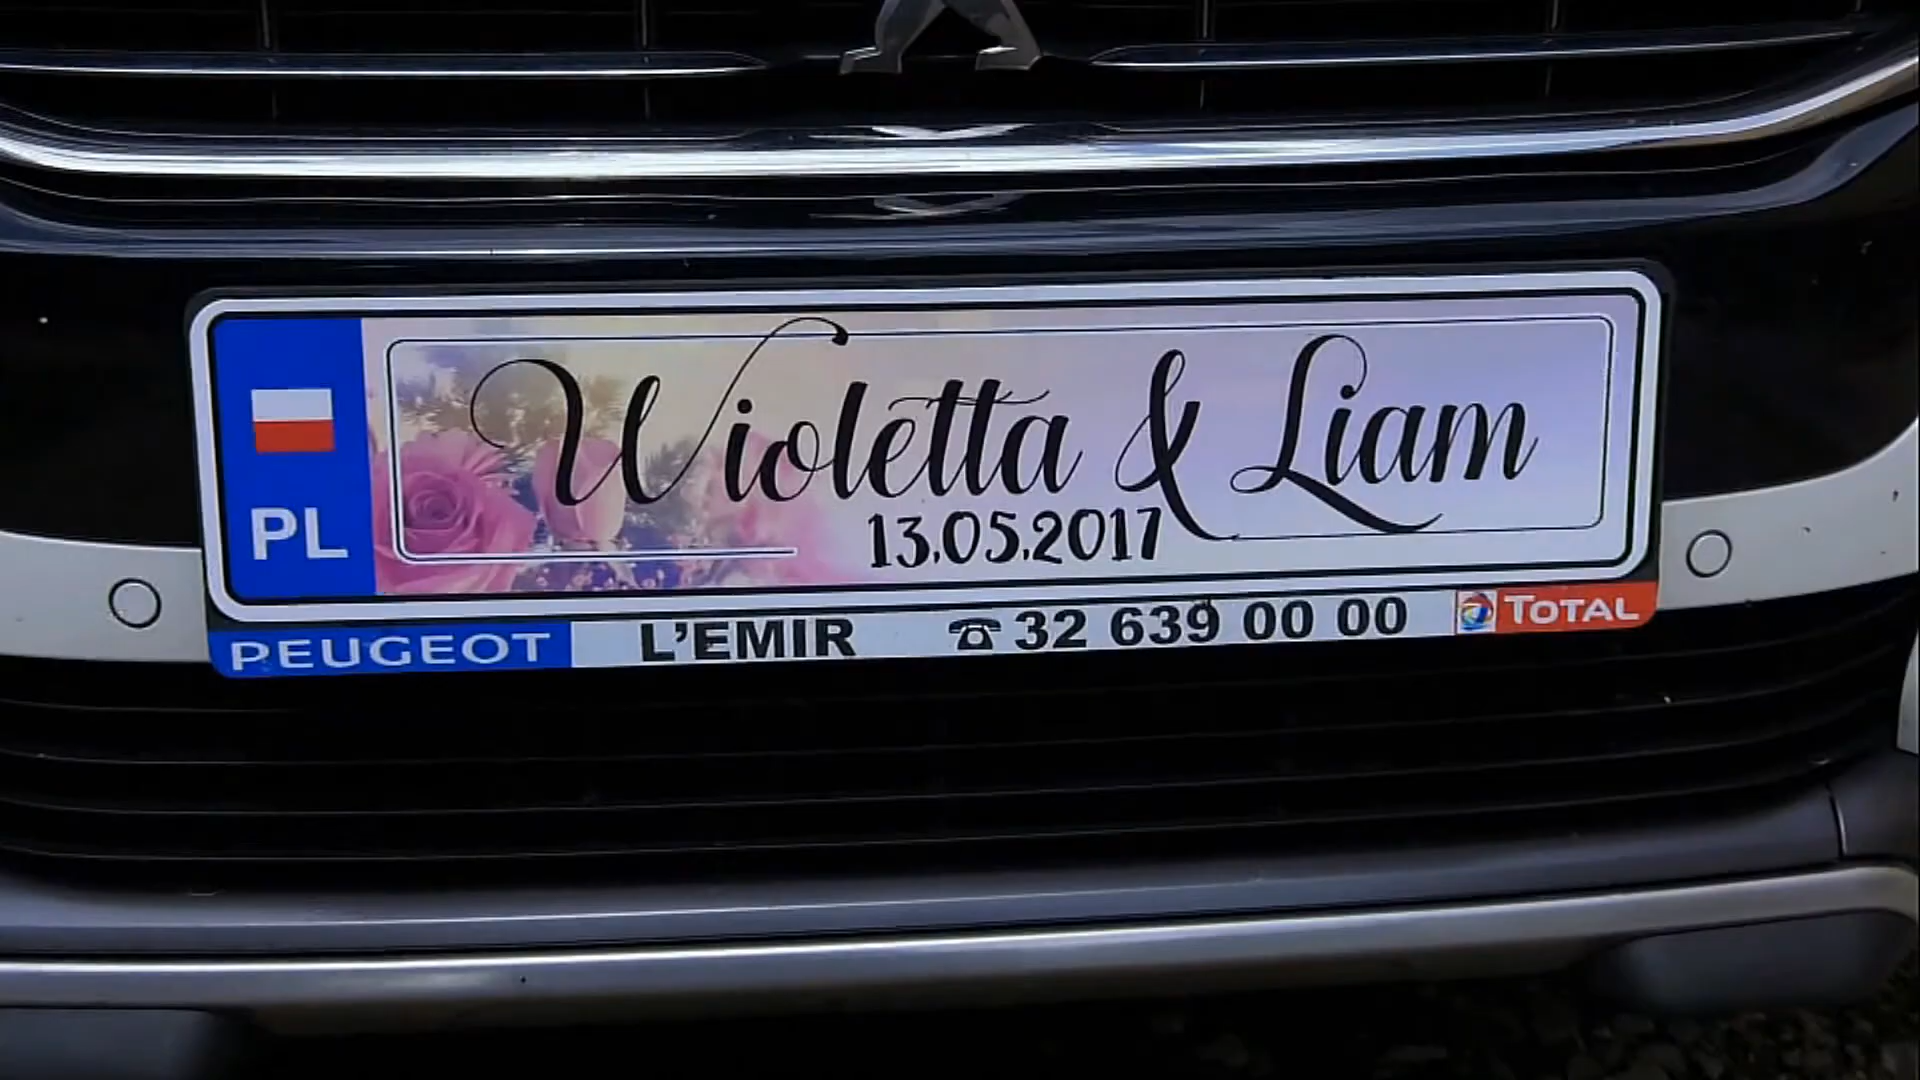 Wioletta & Liam
13.05.2017
PL
PEUGEOT L'EMIR ☎ 32 639 00 00 TOTAL